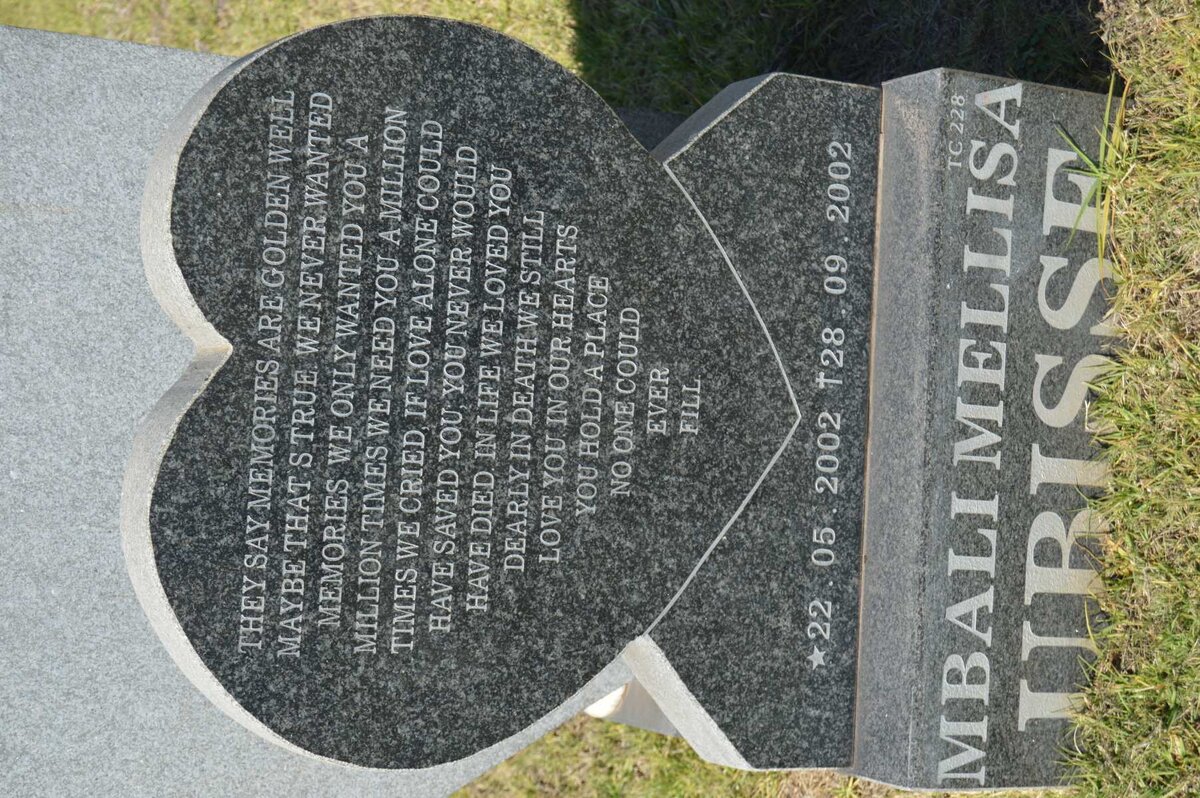 THEY SAY MEMORIES ARE GOLDEN WELL
MAYBE THAT'S TRUE. WE NEVER WANTED
MEMORIES WE ONLY WANTED YOU A
MILLION TIMES WE NEED YOU A MILLION
TIMES WE CRIED, IF LOVE ALONE COULD
HAVE SAVED YOU YOU NEVER WOULD
HAVE DIED IN LIFE WE LOVED YOU
DEARLY IN DEATH WE STILL
LOVE YOU IN OUR HEARTS
YOU HOLD A PLACE
NO ONE COULD
EVER
FILL
★22.05.2002 †28.09.2002
TC 228
MBALI MELLISA
UBISSE